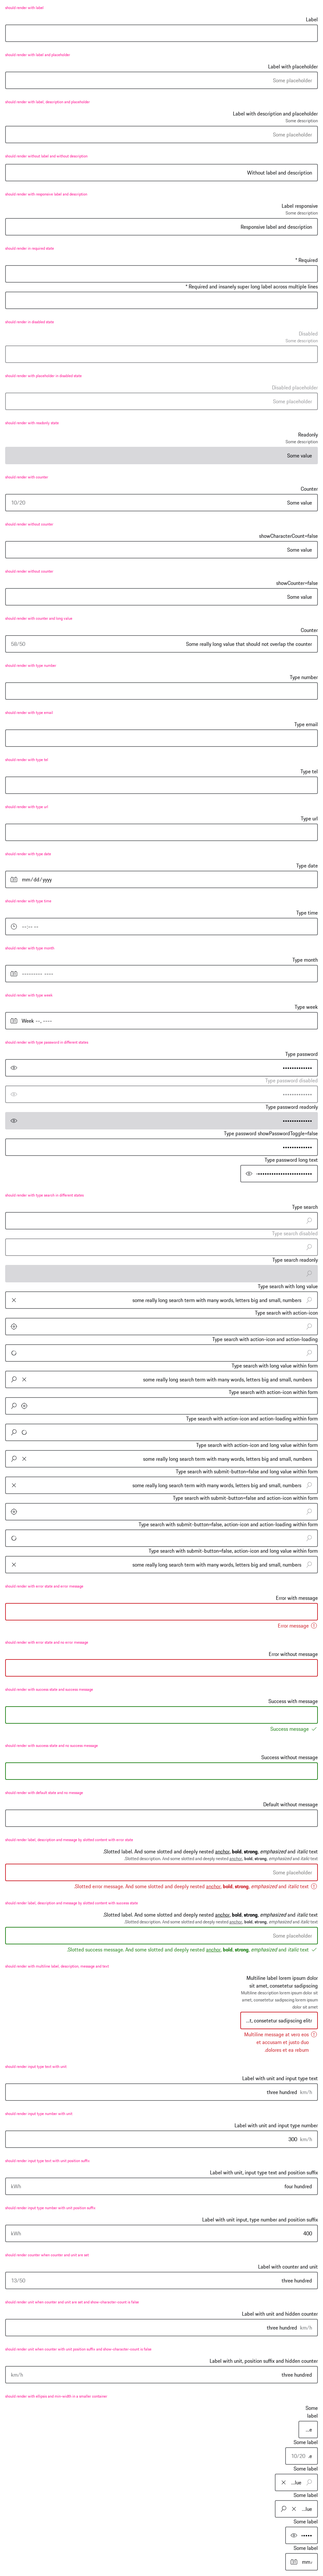 should render with label
Label
should render with label and placeholder
Label with placeholder
Some placeholder
should render with label, description and placeholder
Label with description and placeholder
Some description
Some placeholder
should render without label and without description
Without label and description
should render with responsive label and description
Label responsive
Some description
Responsive label and description
should render in required state
* Required
* Required and insanely super long label across multiple lines
should render in disabled state
Disabled
Some description
should render with placeholder in disabled state
Disabled placeholder
Some placeholder
should render with readonly state
Readonly
Some description
Some value
should render with counter
Counter
10/20
Some value
should render without counter
showCharacterCount=false
Some value
should render without counter
showCounter=false
Some value
should render with counter and long value
Counter
58/50
Some really long value that should not overlap the counter
should render with type number
Type number
should render with type email
Type email
should render with type tel
Type tel
should render with type url
Type url
should render with type date
Type date
mm/dd/yyyy
should render with type time
Type time
--:-- --
should render with type month
Type month
--------- ----
should render with type week
Type week
Week --, ----
should render with type password in different states
Type password
•••••••••••••
Type password disabled
•••••••••••••
Type password readonly
•••••••••••••
Type password showPasswordToggle=false
•••••••••••••
Type password long text
should render with type search in different states
Type search
Type search disabled
Type search readonly
Type search with long value
some really long search term with many words, letters big and small, numbers
Type search with action-icon
Type search with action-icon and action-loading
Type search with long value within form
some really long search term with many words, letters big and small, numbers
Type search with action-icon within form
Type search with action-icon and action-loading within form
Type search with action-icon and long value within form
some really long search term with many words, letters big and small, numbers
Type search with submit-button=false and long value within form
some really long search term with many words, letters big and small, numbers
Type search with submit-button=false and action-icon within form
Type search with submit-button=false, action-icon and action-loading within form
Type search with submit-button=false, action-icon and long value within form
some really long search term with many words, letters big and small, numbers
should render with error state and error message
Error with message
Error message
should render with error state and no error message
Error without message
should render with success state and success message
Success with message
Success message
should render with success state and no success message
Success without message
should render with default state and no message
Default without message
should render label, description and message by slotted content with error state
.Slotted label. And some slotted and deeply nested anchor, bold, strong, emphasized and italic text
.Slotted description. And some slotted and deeply nested anchor, bold, strong, emphasized and italic text
Some placeholder
.Slotted error message. And some slotted and deeply nested anchor, bold, strong, emphasized and italic text
should render label, description and message by slotted content with success state
.Slotted label. And some slotted and deeply nested anchor, bold, strong, emphasized and italic text
.Slotted description. And some slotted and deeply nested anchor, bold, strong, emphasized and italic text
Some placeholder
.Slotted success message. And some slotted and deeply nested anchor, bold, strong, emphasized and italic text
should render with multiline label, description, message and text
Multiline label lorem ipsum dolor
sit amet, consetetur sadipscing
Multiline description lorem ipsum dolor sit
amet, consetetur sadipscing lorem ipsum
dolor sit amet
...t, consetetur sadipscing elitr
Multiline message at vero eos
et accusam et justo duo
.dolores et ea rebum
should render input type text with unit
Label with unit and input type text
three hundred km/h
should render input type number with unit
Label with unit and input type number
300 km/h
should render input type text with unit position suffix
Label with unit, input type text and position suffix
kWh
four hundred
should render input type number with unit position suffix
Label with unit input, type number and position suffix
kWh
400
should render counter when counter and unit are set
Label with counter and unit
13/50
three hundred
should render unit when counter and unit are set and show-character-count is false
Label with unit and hidden counter
three hundred km/h
should render unit when counter with unit position suffix and show-character-count is false
Label with unit, position suffix and hidden counter
km/h
three hundred
should render with ellipsis and min-width in a smaller container
Some
label
...e
Some label
10/20 .e
Some label
...lue
Some label
...lue
Some label
•••••
Some label
mm/